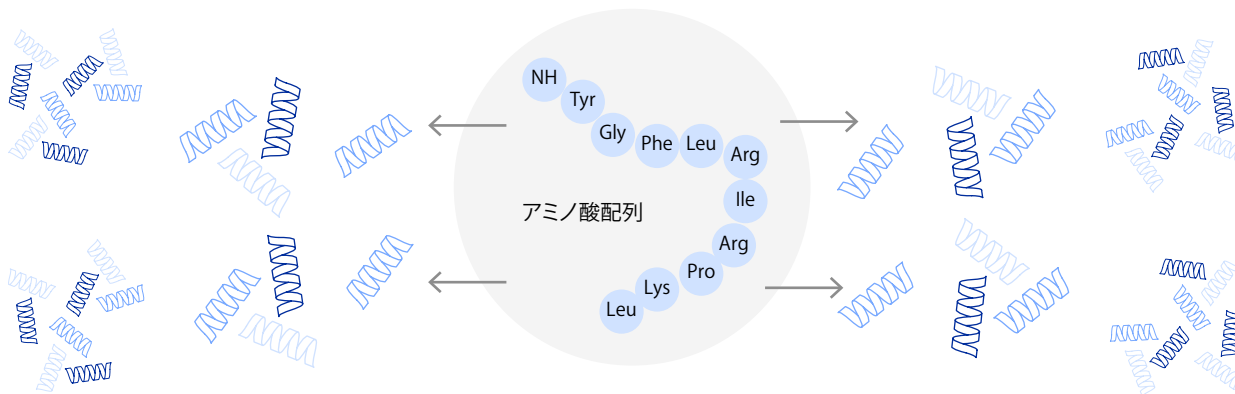 NH
Tyr
Gly
Phe
Leu
Arg
Ile
Arg
Pro
Lys
Leu
アミノ酸配列